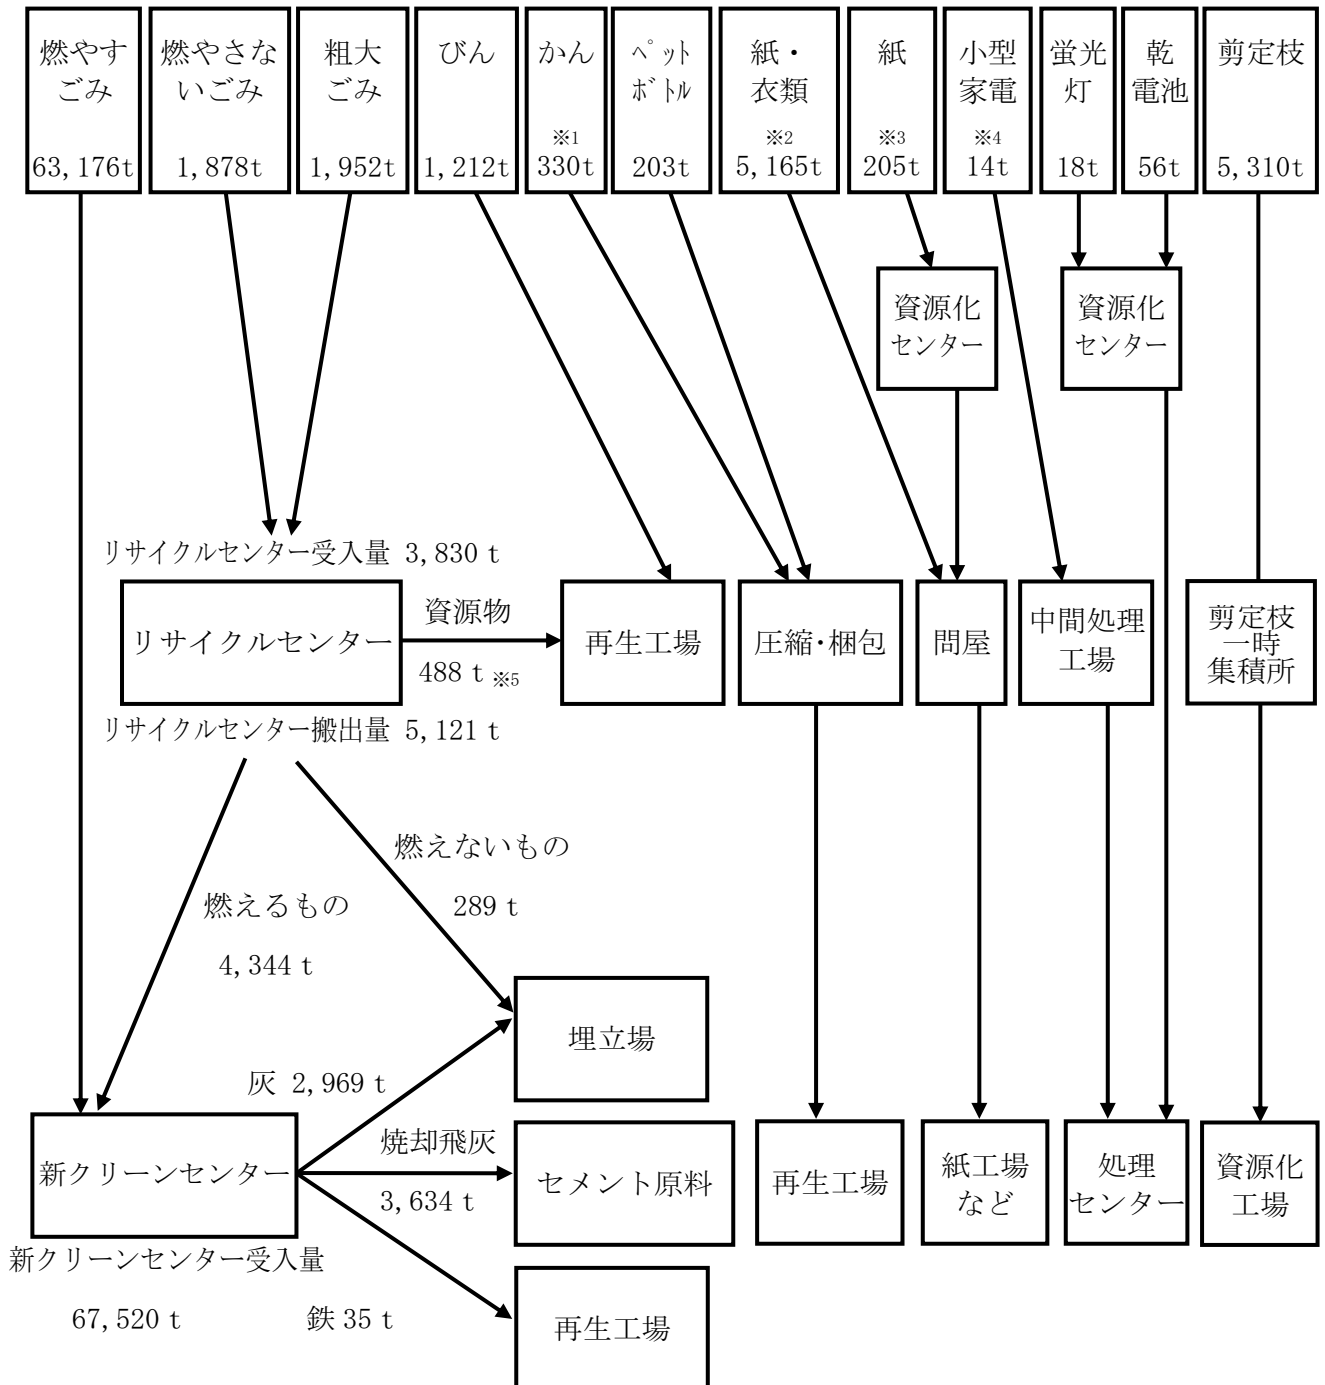 燃やす
ごみ
63,176t
燃やさな
いごみ
1,878t
粗大
ごみ
1,952t
びん
1,212t
かん
※1
330t
ペット
ボトル
203t
紙・
衣類
※2
5,165t
紙
※3
205t
小型
家電
※4
14t
蛍光
灯
18t
乾
電池
56t
剪定枝
5,310t
資源化
センター
資源化
センター
リサイクルセンター受入量 3,830 t
リサイクルセンター
資源物
488 t ※5
再生工場
圧縮・梱包
問屋
中間処理
工場
剪定枝
一時
集積所
リサイクルセンター搬出量 5,121 t
燃えないもの
289 t
燃えるもの
4,344 t
埋立場
灰 2,969 t
新クリーンセンター
焼却飛灰
3,634 t
セメント原料
再生工場
紙工場
など
処理
センター
資源化
工場
新クリーンセンター受入量
67,520 t
鉄 35 t
再生工場